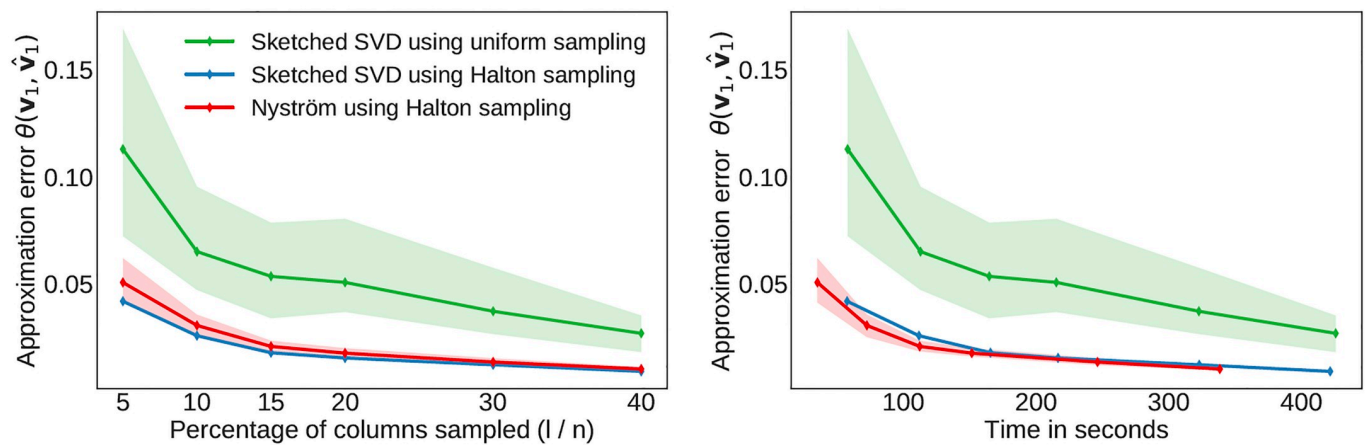 Approximation error θ(v₁, v̂₁)
0.15
0.10
0.05
Sketched SVD using uniform sampling
Sketched SVD using Halton sampling
Nyström using Halton sampling
5 10 15 20 30 40
Percentage of columns sampled (l / n)
Approximation error θ(v₁, v̂₁)
0.15
0.10
0.05
100 200 300 400
Time in seconds